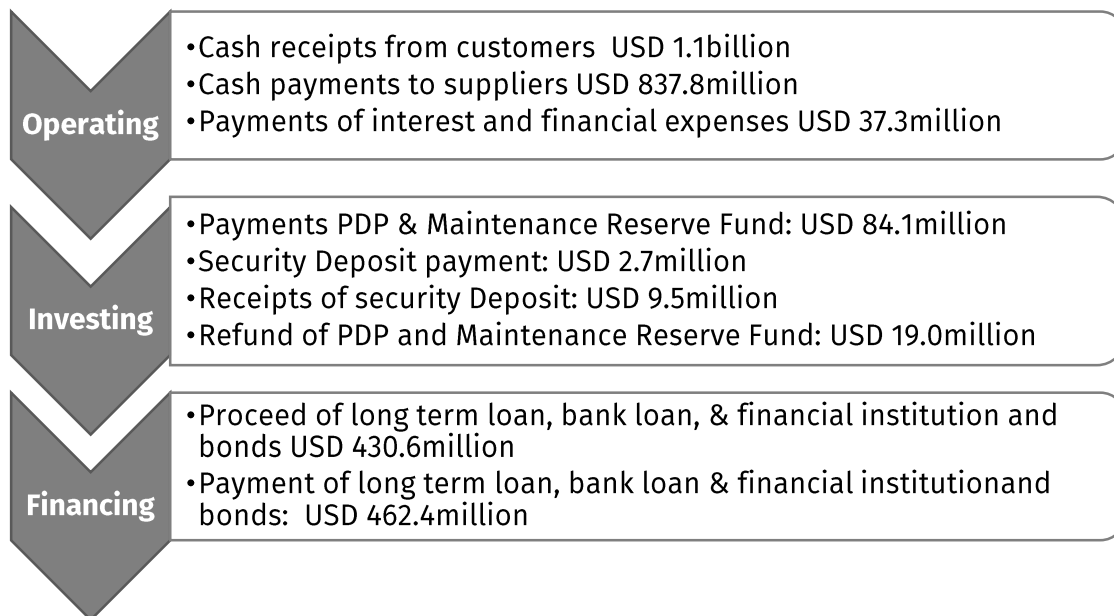 Operating
•Cash receipts from customers  USD 1.1billion
•Cash payments to suppliers USD 837.8million
•Payments of interest and financial expenses USD 37.3million
Investing
•Payments PDP & Maintenance Reserve Fund: USD 84.1million
•Security Deposit payment: USD 2.7million
•Receipts of security Deposit: USD 9.5million
•Refund of PDP and Maintenance Reserve Fund: USD 19.0million
Financing
•Proceed of long term loan, bank loan, & financial institution and
bonds USD 430.6million
•Payment of long term loan, bank loan & financial institutionand
bonds:  USD 462.4million